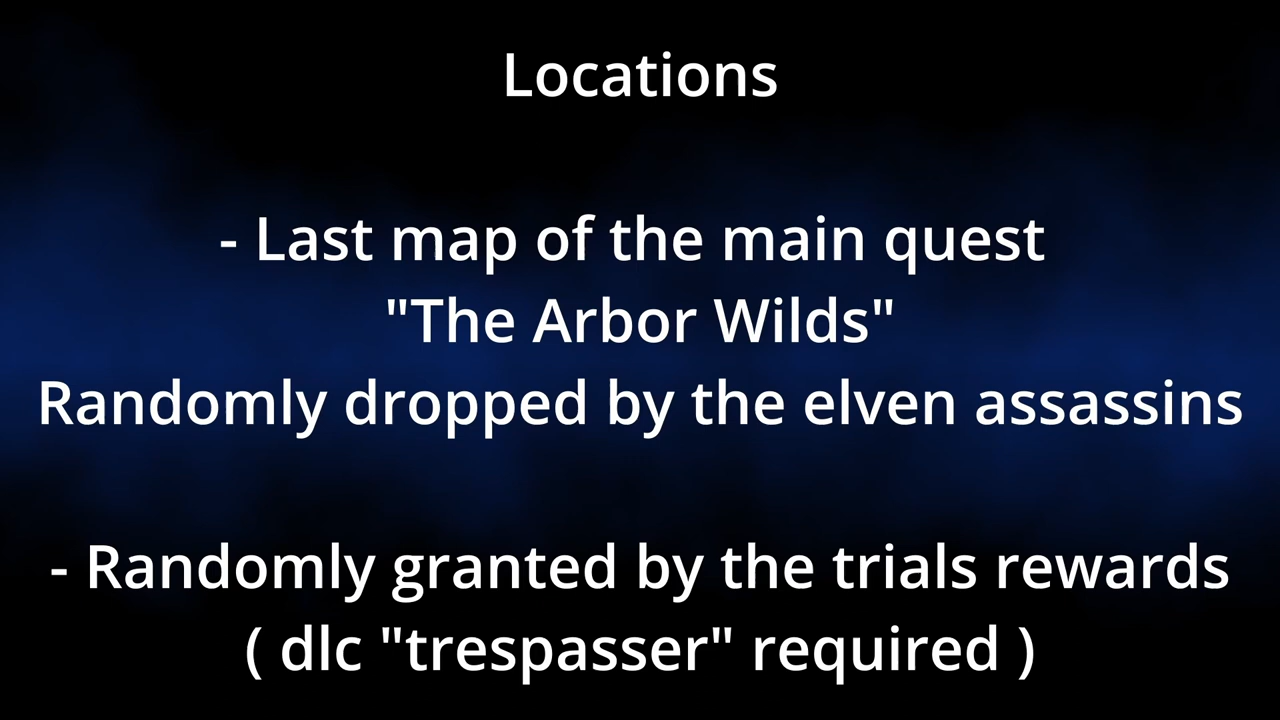 Locations
- Last map of the main quest
"The Arbor Wilds"
Randomly dropped by the elven assassins
- Randomly granted by the trials rewards
( dlc "trespasser" required )